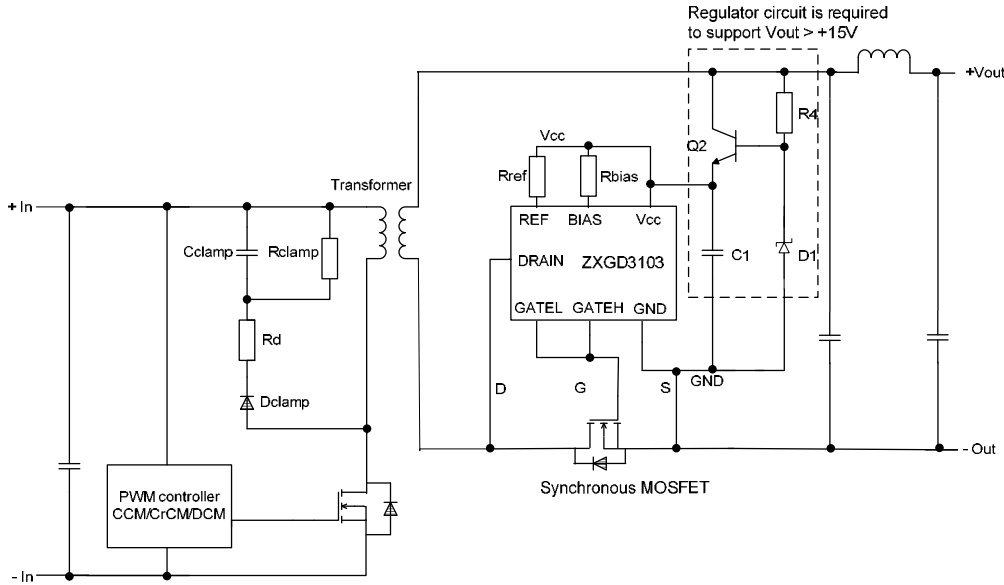 Regulator circuit is required
to support Vout > +15V
+Vout
R4
Q2
Vcc
Rref
Rbias
Transformer
+ In
REF BIAS Vcc
Cclamp
Rclamp
DRAIN ZXGD3103
C1
D1
GATEL GATEH GND
Rd
D
G
S
GND
Dclamp
- Out
Synchronous MOSFET
PWM controller
CCM/CrCM/DCM
- In